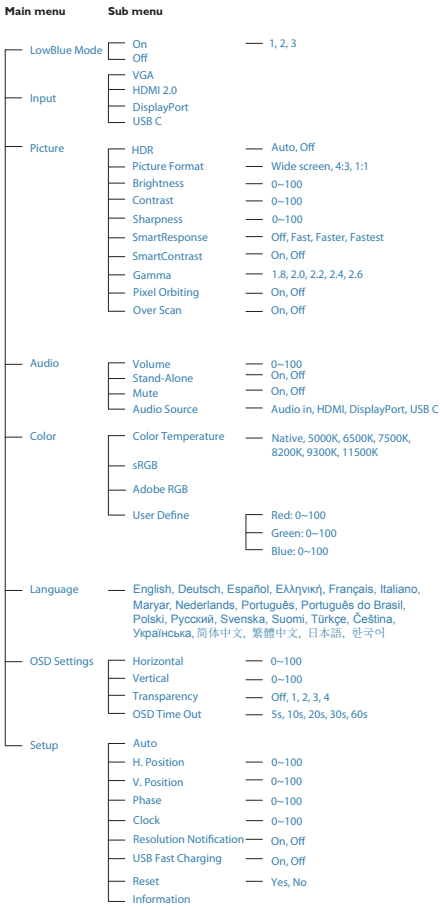 Main menu Sub menu
LowBlue Mode On 1, 2, 3
Off
Input VGA
HDMI 2.0
DisplayPort
USB C
Picture HDR Auto, Off
Picture Format Wide screen, 4:3, 1:1
Brightness 0~100
Contrast 0~100
Sharpness 0~100
SmartResponse Off, Fast, Faster, Fastest
SmartContrast On, Off
Gamma 1.8, 2.0, 2.2, 2.4, 2.6
Pixel Orbiting On, Off
Over Scan On, Off
Audio Volume 0~100
Stand-Alone On, Off
Mute On, Off
Audio Source Audio in, HDMI, DisplayPort, USB C
Color Color Temperature Native, 5000K, 6500K, 7500K,
8200K, 9300K, 11500K
sRGB
Adobe RGB
User Define Red: 0~100
Green: 0~100
Blue: 0~100
Language English, Deutsch, Español, Ελληνική, Français, Italiano,
Maryar, Nederlands, Português, Português do Brasil,
Polski, Русский, Svenska, Suomi, Türkçe, Čeština,
Українська, 简体中文, 繁體中文, 日本語, 한국어
OSD Settings Horizontal 0~100
Vertical 0~100
Transparency Off, 1, 2, 3, 4
OSD Time Out 5s, 10s, 20s, 30s, 60s
Setup Auto
H. Position 0~100
V. Position 0~100
Phase 0~100
Clock 0~100
Resolution Notification On, Off
USB Fast Charging On, Off
Reset Yes, No
Information